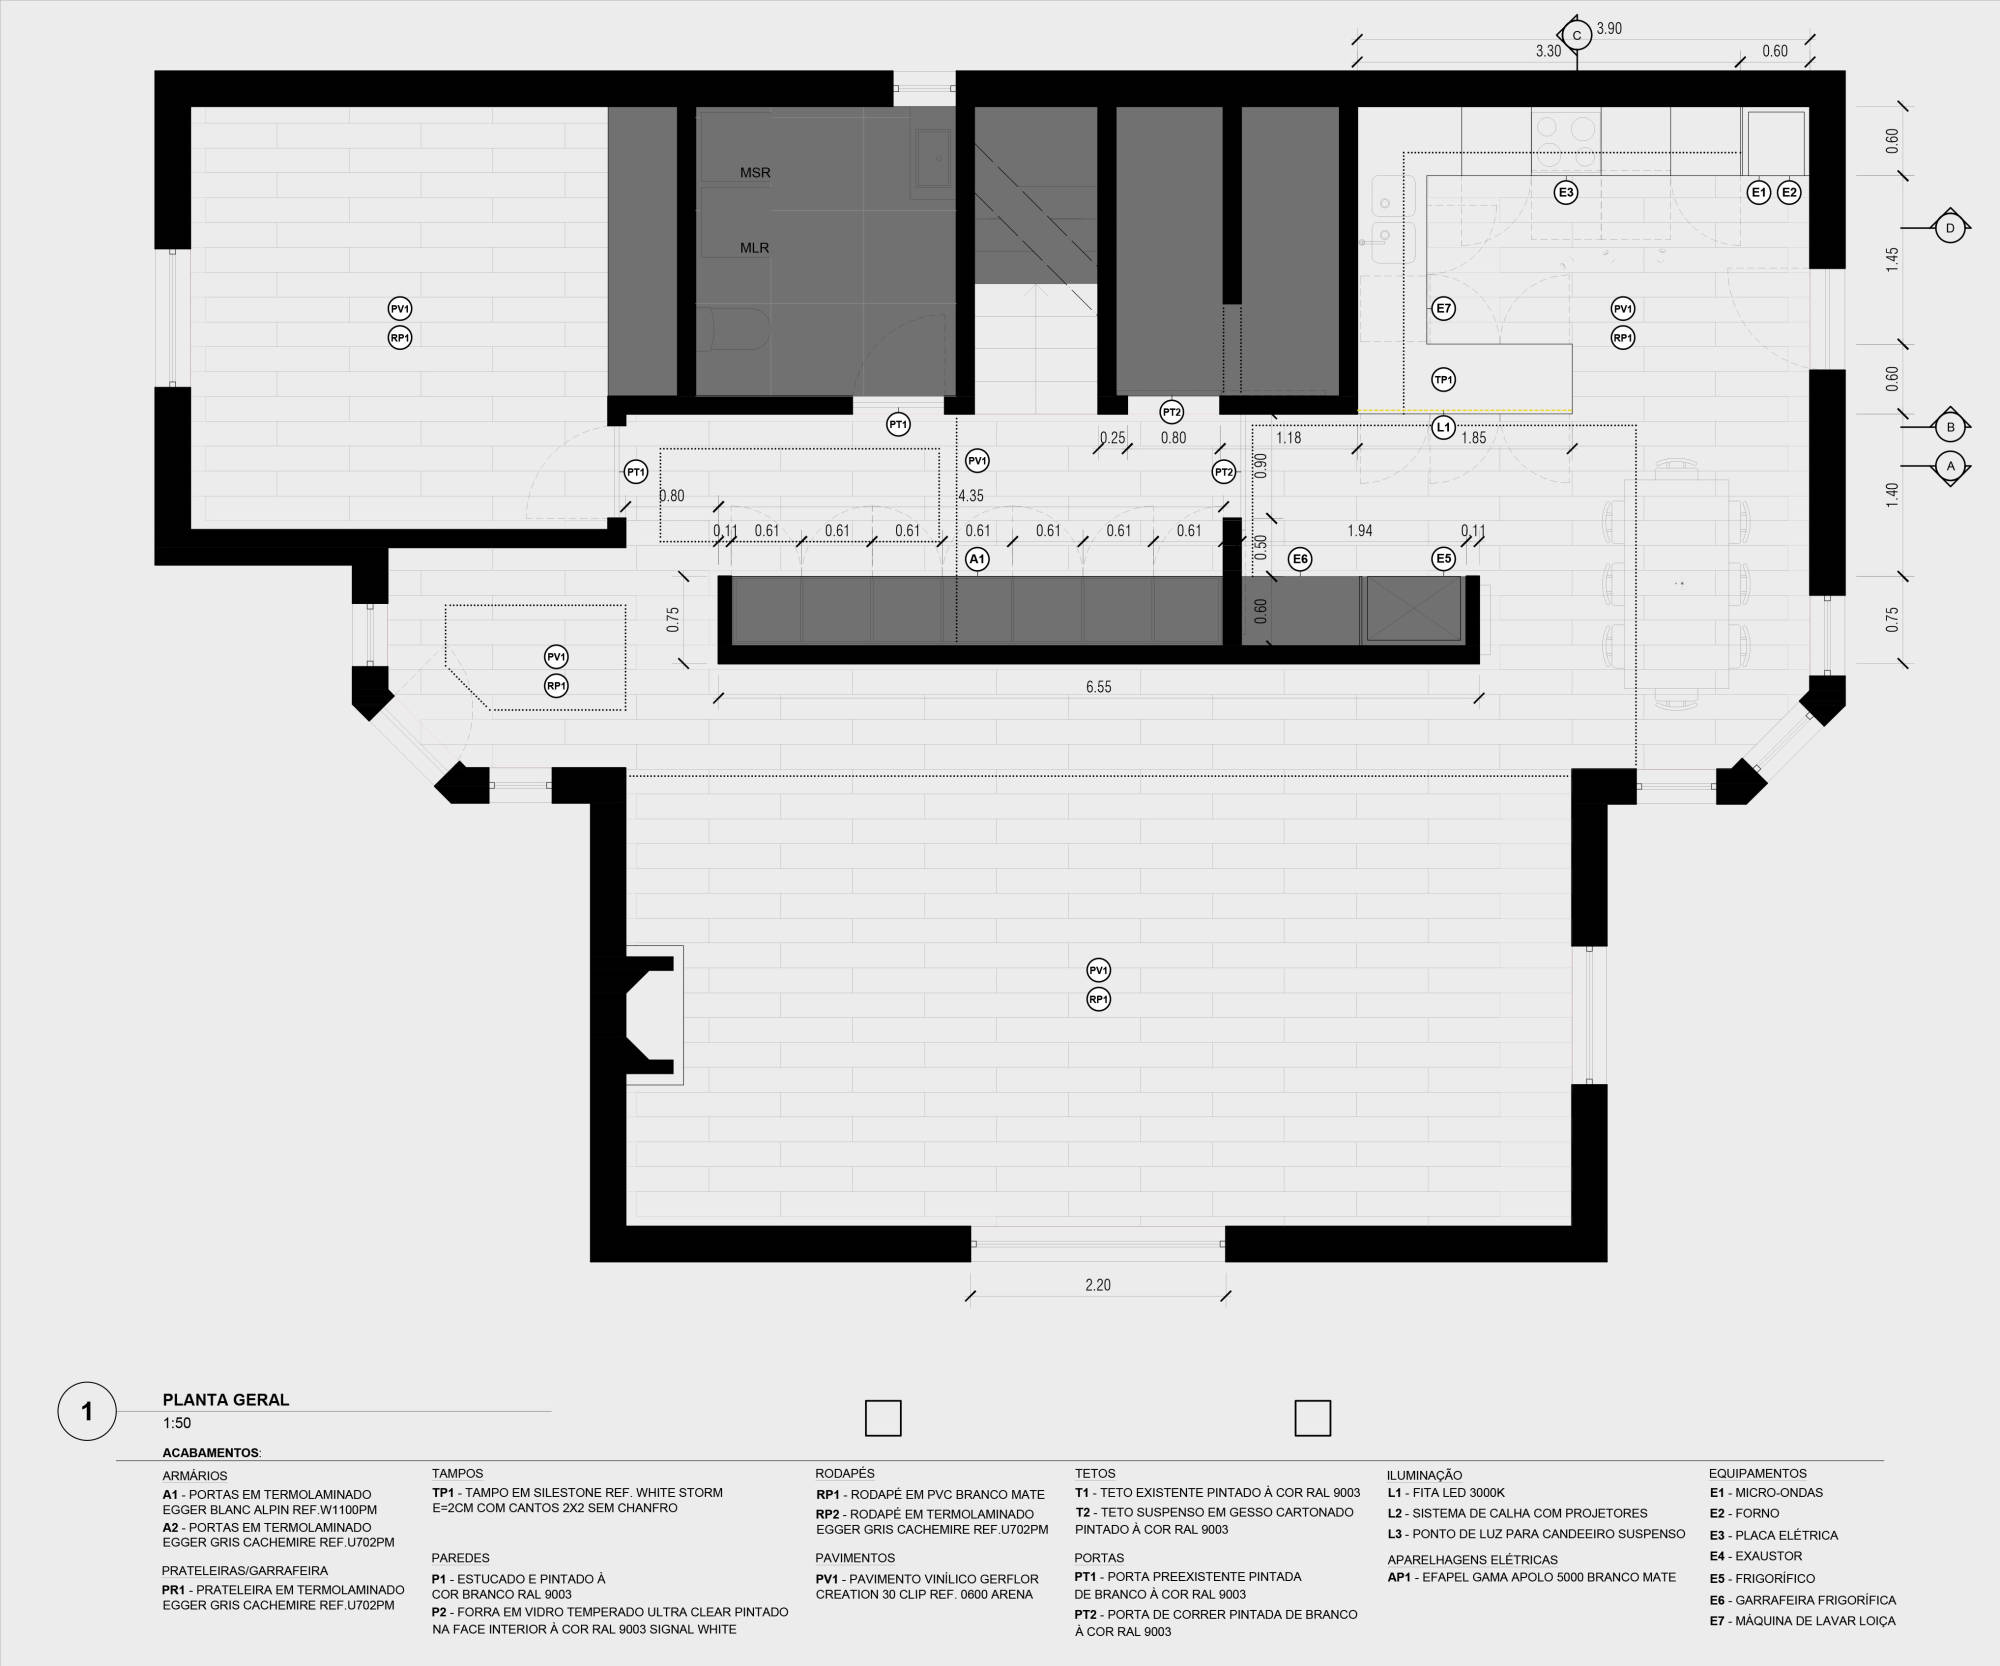 C
3.90
3.30
0.60
MSR
MLR
E3
E1
E2
0.60
D
1.45
PV1
RP1
E7
PV1
RP1
TP1
0.60
PT1
PT2
L1
B
0.25
0.80
1.18
1.85
PT1
PV1
PT2
0.90
A
0.80
4.35
1.40
0.11
0.61
0.61
0.61
0.61
0.61
0.61
0.61
1.94
0.11
A1
0.50
E6
E5
0.75
0.60
0.75
PV1
RP1
6.55
PV1
RP1
2.20
1
PLANTA GERAL
1:50
ACABAMENTOS:
ARMÁRIOS
A1 - PORTAS EM TERMOLAMINADO
EGGER BLANC ALPIN REF.W1100PM
A2 - PORTAS EM TERMOLAMINADO
EGGER GRIS CACHEMIRE REF.U702PM
PRATELEIRAS/GARRAFEIRA
PR1 - PRATELEIRA EM TERMOLAMINADO
EGGER GRIS CACHEMIRE REF.U702PM
TAMPOS
TP1 - TAMPO EM SILESTONE REF. WHITE STORM
E=2CM COM CANTOS 2X2 SEM CHANFRO
PAREDES
P1 - ESTUCADO E PINTADO À
COR BRANCO RAL 9003
P2 - FORRA EM VIDRO TEMPERADO ULTRA CLEAR PINTADO
NA FACE INTERIOR À COR RAL 9003 SIGNAL WHITE
RODAPÉS
RP1 - RODAPÉ EM PVC BRANCO MATE
RP2 - RODAPÉ EM TERMOLAMINADO
EGGER GRIS CACHEMIRE REF.U702PM
PAVIMENTOS
PV1 - PAVIMENTO VINÍLICO GERFLOR
CREATION 30 CLIP REF. 0600 ARENA
TETOS
T1 - TETO EXISTENTE PINTADO À COR RAL 9003
T2 - TETO SUSPENSO EM GESSO CARTONADO
PINTADO À COR RAL 9003
PORTAS
PT1 - PORTA PREEXISTENTE PINTADA
DE BRANCO À COR RAL 9003
PT2 - PORTA DE CORRER PINTADA DE BRANCO
À COR RAL 9003
ILUMINAÇÃO
L1 - FITA LED 3000K
L2 - SISTEMA DE CALHA COM PROJETORES
L3 - PONTO DE LUZ PARA CANDEEIRO SUSPENSO
APARELHAGENS ELÉTRICAS
AP1 - EFAPEL GAMA APOLO 5000 BRANCO MATE
EQUIPAMENTOS
E1 - MICRO-ONDAS
E2 - FORNO
E3 - PLACA ELÉTRICA
E4 - EXAUSTOR
E5 - FRIGORÍFICO
E6 - GARRAFEIRA FRIGORÍFICA
E7 - MÁQUINA DE LAVAR LOIÇA